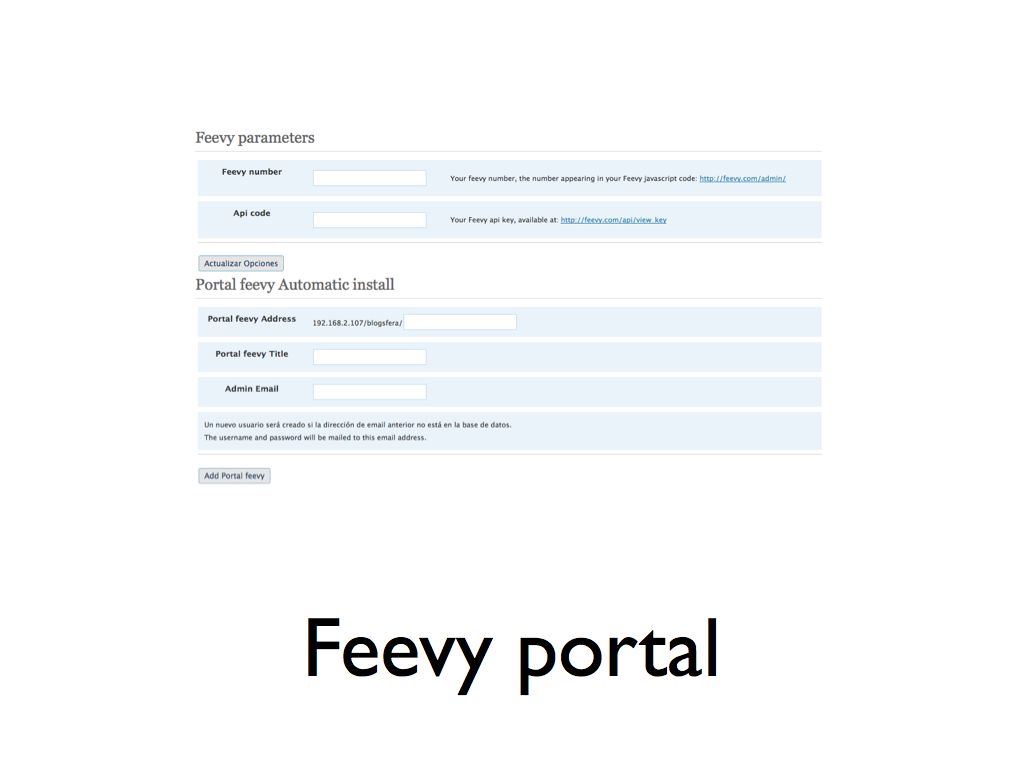 Feevy parameters
Feevy number
Your feevy number, the number appearing in your Feevy javascript code: http://feevy.com/admin/
Api code
Your Feevy api key, available at: http://feevy.com/api/view_key
Actualizar Opciones
Portal feevy Automatic install
Portal feevy Address
192.168.2.107/blogsfera/
Portal feevy Title
Admin Email
Un nuevo usuario será creado si la dirección de email anterior no está en la base de datos.
The username and password will be mailed to this email address.
Add Portal feevy
Feevy portal